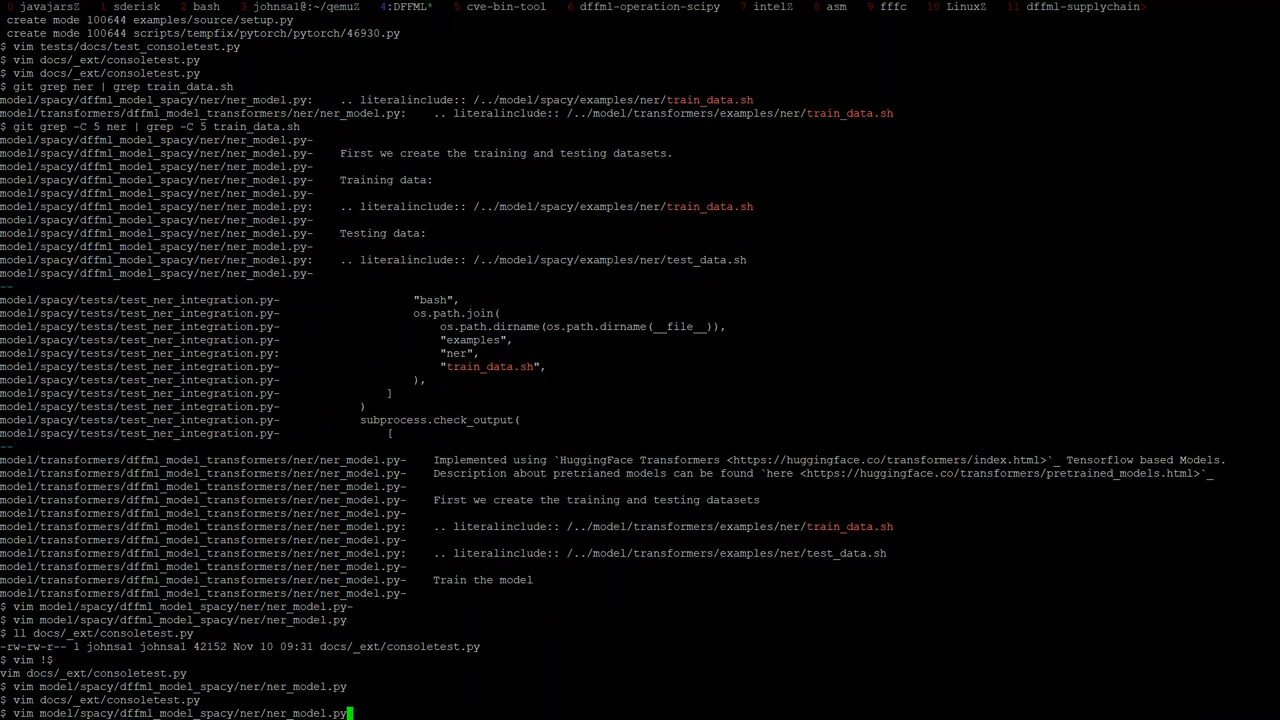 0 javajarsZ  1 sderisk  2 bash  3 johnsa1@:~/qemuZ  4:DFFML*  5 cve-bin-tool  6 dffml-operation-scipy  7 intelZ  8 asm  9 fffc  10 LinuxZ  11 dffml-supplychain>
create mode 100644 examples/source/setup.py
create mode 100644 scripts/tempfix/pytorch/pytorch/46930.py
$ vim tests/docs/test_consoletest.py
$ vim docs/_ext/consoletest.py
$ vim docs/_ext/consoletest.py
$ git grep ner | grep train_data.sh
model/spacy/dffml_model_spacy/ner/ner_model.py:    .. literalinclude:: /../model/spacy/examples/ner/train_data.sh
model/transformers/dffml_model_transformers/ner/ner_model.py:    .. literalinclude:: /../model/transformers/examples/ner/train_data.sh
$ git grep -C 5 ner | grep -C 5 train_data.sh
model/spacy/dffml_model_spacy/ner/ner_model.py-
model/spacy/dffml_model_spacy/ner/ner_model.py-    First we create the training and testing datasets.
model/spacy/dffml_model_spacy/ner/ner_model.py-
model/spacy/dffml_model_spacy/ner/ner_model.py-    Training data:
model/spacy/dffml_model_spacy/ner/ner_model.py-
model/spacy/dffml_model_spacy/ner/ner_model.py:    .. literalinclude:: /../model/spacy/examples/ner/train_data.sh
model/spacy/dffml_model_spacy/ner/ner_model.py-
model/spacy/dffml_model_spacy/ner/ner_model.py-    Testing data:
model/spacy/dffml_model_spacy/ner/ner_model.py-
model/spacy/dffml_model_spacy/ner/ner_model.py:    .. literalinclude:: /../model/spacy/examples/ner/test_data.sh
model/spacy/dffml_model_spacy/ner/ner_model.py-
--
model/spacy/tests/test_ner_integration.py-                    "bash",
model/spacy/tests/test_ner_integration.py-                    os.path.join(
model/spacy/tests/test_ner_integration.py-                        os.path.dirname(os.path.dirname(__file__)),
model/spacy/tests/test_ner_integration.py-                        "examples",
model/spacy/tests/test_ner_integration.py:                        "ner",
model/spacy/tests/test_ner_integration.py-                        "train_data.sh",
model/spacy/tests/test_ner_integration.py-                    ),
model/spacy/tests/test_ner_integration.py-                ]
model/spacy/tests/test_ner_integration.py-            )
model/spacy/tests/test_ner_integration.py-            subprocess.check_output(
model/spacy/tests/test_ner_integration.py-                [
--
model/transformers/dffml_model_transformers/ner/ner_model.py-    Implemented using `HuggingFace Transformers <https://huggingface.co/transformers/index.html>`_ Tensorflow based Models.
model/transformers/dffml_model_transformers/ner/ner_model.py-    Description about pretrianed models can be found `here <https://huggingface.co/transformers/pretrained_models.html>`_
model/transformers/dffml_model_transformers/ner/ner_model.py-
model/transformers/dffml_model_transformers/ner/ner_model.py-    First we create the training and testing datasets
model/transformers/dffml_model_transformers/ner/ner_model.py-
model/transformers/dffml_model_transformers/ner/ner_model.py:    .. literalinclude:: /../model/transformers/examples/ner/train_data.sh
model/transformers/dffml_model_transformers/ner/ner_model.py-
model/transformers/dffml_model_transformers/ner/ner_model.py:    .. literalinclude:: /../model/transformers/examples/ner/test_data.sh
model/transformers/dffml_model_transformers/ner/ner_model.py-
model/transformers/dffml_model_transformers/ner/ner_model.py-    Train the model
model/transformers/dffml_model_transformers/ner/ner_model.py-
$ vim model/spacy/dffml_model_spacy/ner/ner_model.py-
$ vim model/spacy/dffml_model_spacy/ner/ner_model.py
$ ll docs/_ext/consoletest.py
-rw-rw-r-- 1 johnsa1 johnsa1 42152 Nov 10 09:31 docs/_ext/consoletest.py
$ vim !$
vim docs/_ext/consoletest.py
$ vim model/spacy/dffml_model_spacy/ner/ner_model.py
$ vim docs/_ext/consoletest.py
$ vim model/spacy/dffml_model_spacy/ner/ner_model.py